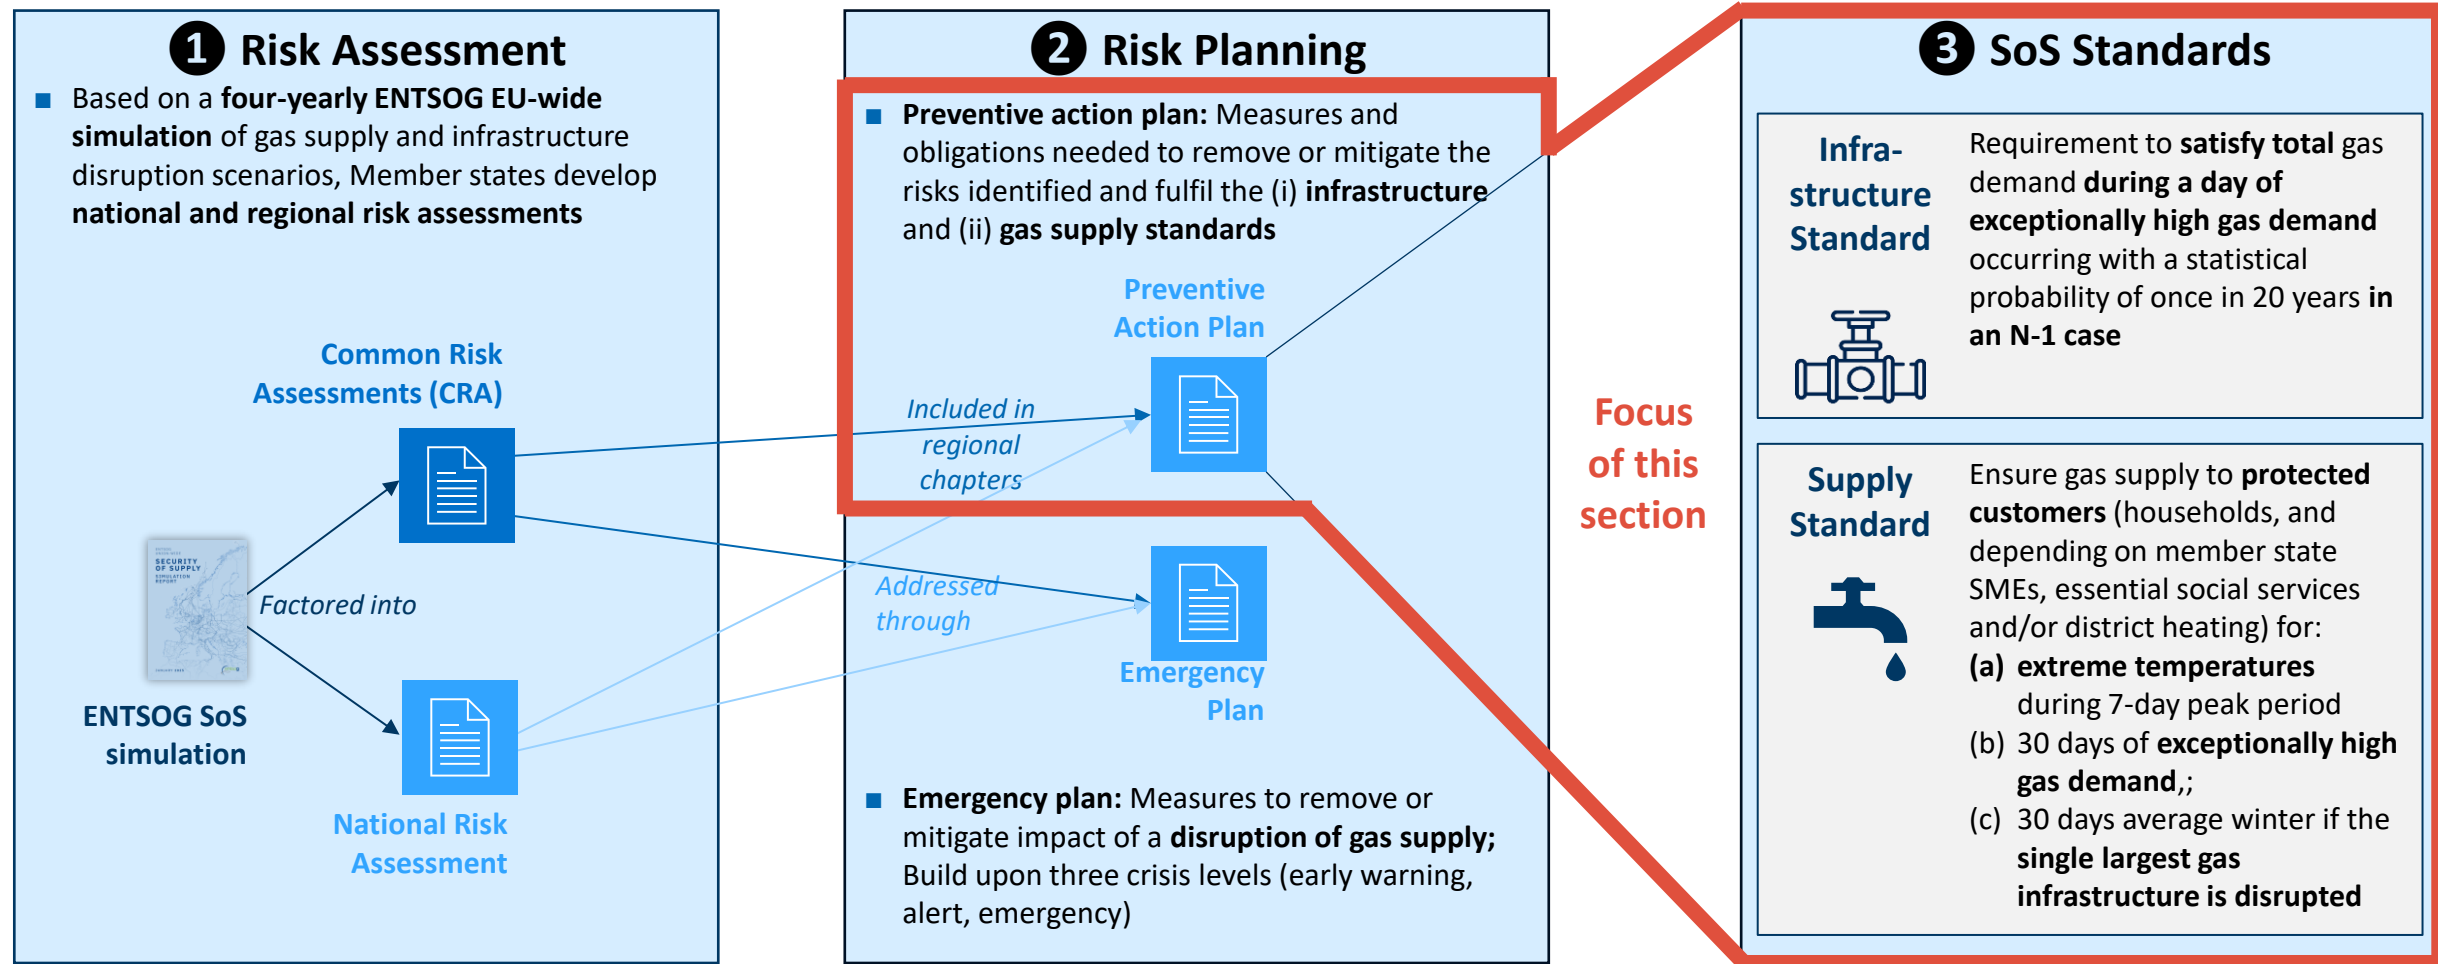 ❶ Risk Assessment
■ Based on a four-yearly ENTSOG EU-wide
simulation of gas supply and infrastructure
disruption scenarios, Member states develop
national and regional risk assessments
Common Risk
Assessments (CRA)
SECURITY
OF SUPPLY
SIMULATION
REPORT
Factored into
ENTSOG SoS
simulation
National Risk
Assessment
❷ Risk Planning
■ Preventive action plan: Measures and
obligations needed to remove or mitigate the
risks identified and fulfil the (i) infrastructure
and (ii) gas supply standards
Preventive
Action Plan
Included in
regional
chapters
Addressed
through
Emergency
Plan
■ Emergency plan: Measures to remove or
mitigate impact of a disruption of gas supply;
Build upon three crisis levels (early warning,
alert, emergency)
Focus
of this
section
❸ SoS Standards
Infra-
structure
Standard
Requirement to satisfy total gas
demand during a day of
exceptionally high gas demand
occurring with a statistical
probability of once in 20 years in
an N-1 case
Supply
Standard
Ensure gas supply to protected
customers (households, and
depending on member state
SMEs, essential social services
and/or district heating) for:
(a) extreme temperatures
during 7-day peak period
(b) 30 days of exceptionally high
gas demand,;
(c) 30 days average winter if the
single largest gas
infrastructure is disrupted